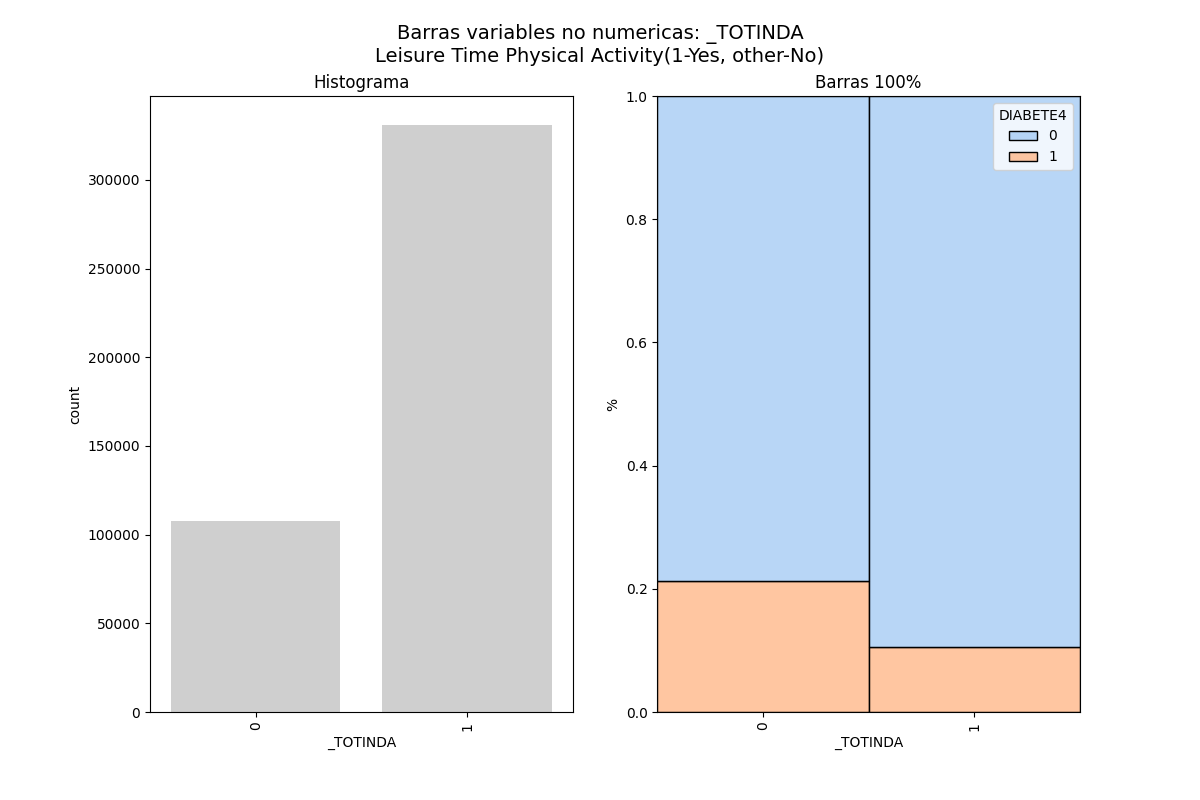 Barras variables no numericas: _TOTINDA
Leisure Time Physical Activity(1-Yes, other-No)
Histograma
300000
250000
200000
150000
100000
50000
0
count
0
1
_TOTINDA
Barras 100%
1.0
0.8
0.6
0.4
0.2
0.0
%
DIABETE4
0
1
0
1
_TOTINDA